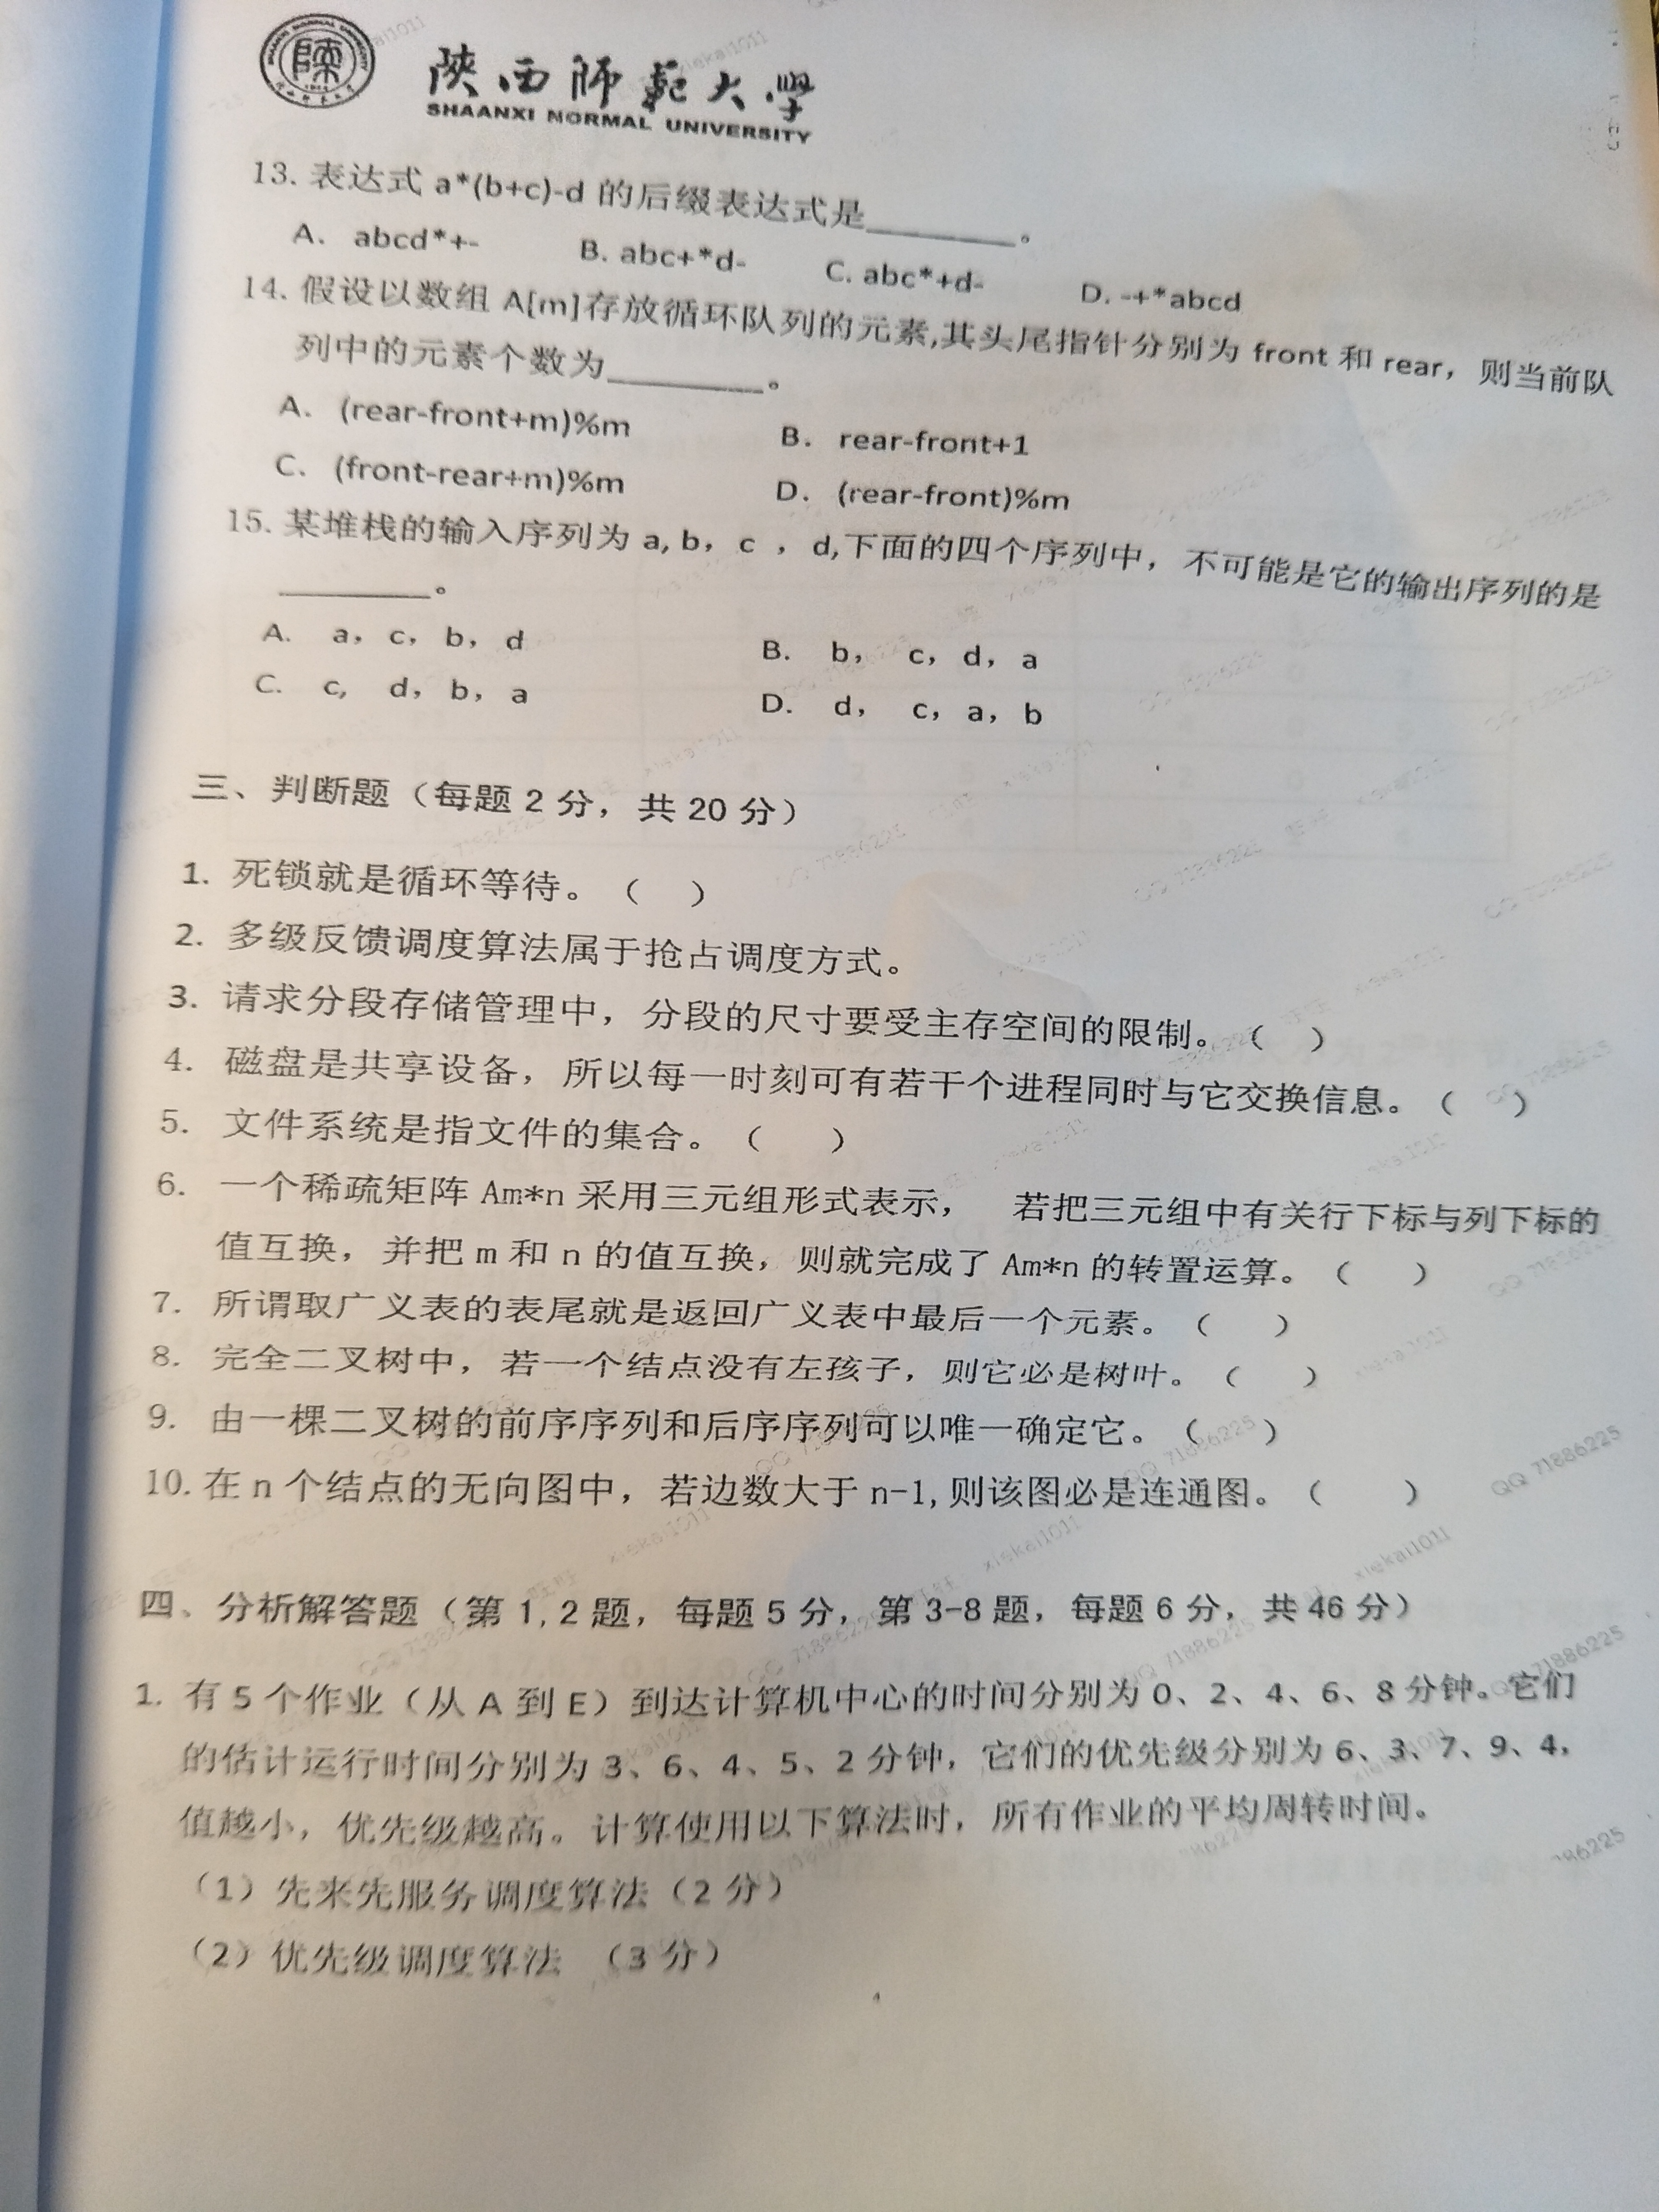 陕西师范大学
SHAANXI NORMAL UNIVERSITY
13. 表达式 a*(b+c)-d 的后缀表达式是________。
A. abcd*+- B. abc+*d- C. abc*+d- D. -+*abcd
14. 假设以数组 A[m]存放循环队列的元素,其头尾指针分别为 front 和 rear，则当前队
列中的元素个数为________。
A. (rear-front+m)%m B. rear-front+1
C. (front-rear+m)%m D. (rear-front)%m
15. 某堆栈的输入序列为 a, b, c ，d,下面的四个序列中，不可能是它的输出序列的是
________。
A. a，c，b，d B. b， c，d，a
C. c, d，b，a D. d， c，a，b
三、判断题（每题 2 分，共 20 分）
1. 死锁就是循环等待。（ ）
2. 多级反馈调度算法属于抢占调度方式。
3. 请求分段存储管理中，分段的尺寸要受主存空间的限制。（ ）
4. 磁盘是共享设备，所以每一时刻可有若干个进程同时与它交换信息。（ ）
5. 文件系统是指文件的集合。（ ）
6. 一个稀疏矩阵 Am*n 采用三元组形式表示， 若把三元组中有关行下标与列下标的
值互换，并把 m 和 n 的值互换，则就完成了 Am*n 的转置运算。（ ）
7. 所谓取广义表的表尾就是返回广义表中最后一个元素。（ ）
8. 完全二叉树中，若一个结点没有左孩子，则它必是树叶。（ ）
9. 由一棵二叉树的前序序列和后序序列可以唯一确定它。（ ）
10. 在 n 个结点的无向图中，若边数大于 n-1,则该图必是连通图。（ ）
四、分析解答题（第 1,2 题，每题 5 分，第 3-8 题，每题 6 分，共 46 分）
1. 有 5 个作业（从 A 到 E）到达计算机中心的时间分别为 0、2、4、6、8 分钟。它们
的估计运行时间分别为 3、6、4、5、2 分钟，它们的优先级分别为 6、3、7、9、4，
值越小，优先级越高。计算使用以下算法时，所有作业的平均周转时间。
（1）先来先服务调度算法（2 分）
（2）优先级调度算法 （3 分）
QQ 71886225
xiekai1011